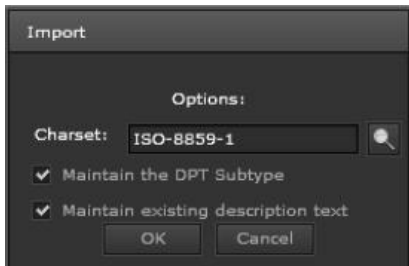 Import
Options:
Charset: ISO-8859-1
Maintain the DPT Subtype
Maintain existing description text
OK Cancel